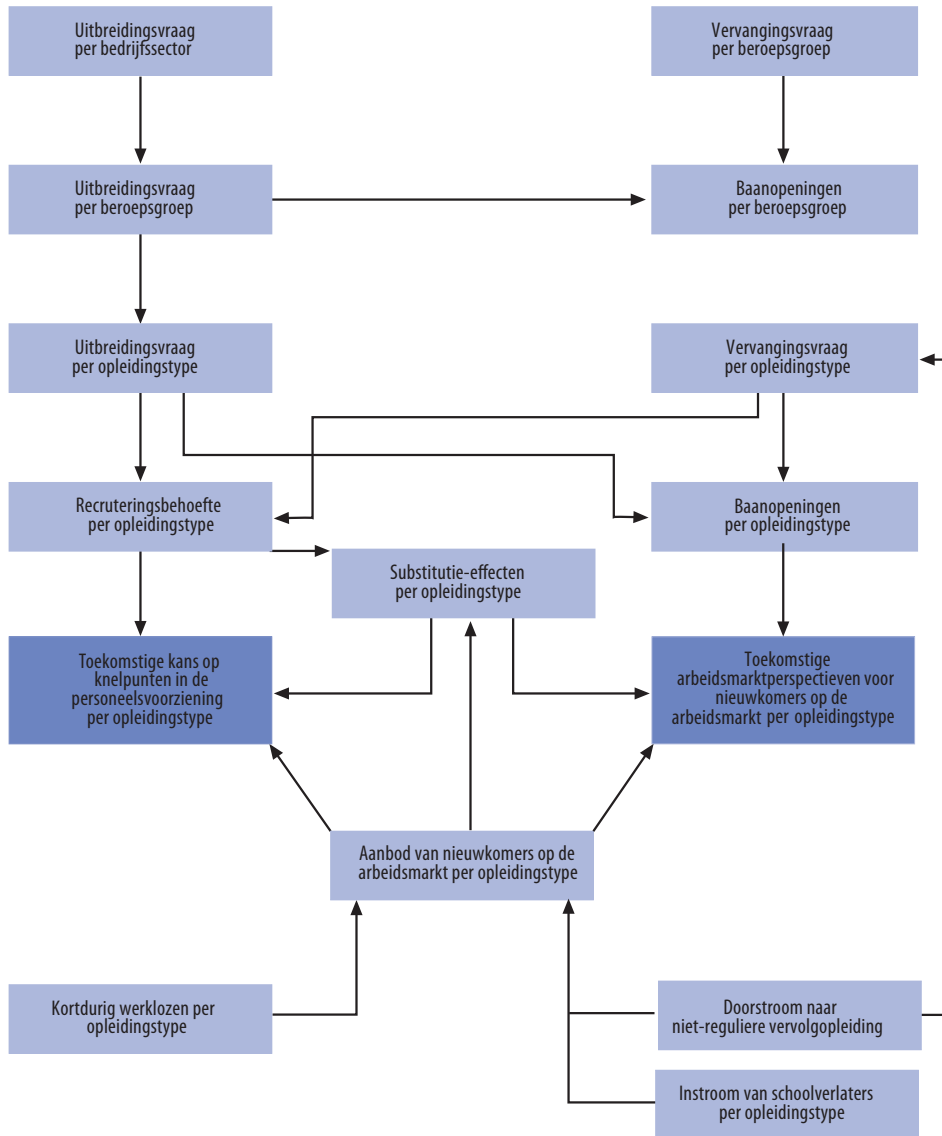 Uitbreidingsvraag
per bedrijfssector
Vervangingsvraag
per beroepsgroep
Uitbreidingsvraag
per beroepsgroep
Baanopeningen
per beroepsgroep
Uitbreidingsvraag
per opleidingstype
Vervangingsvraag
per opleidingstype
Recruteringsbehoefte
per opleidingstype
Baanopeningen
per opleidingstype
Substitutie-effecten
per opleidingstype
Toekomstige kans op
knelpunten in de
personeelsvoorziening
per opleidingstype
Toekomstige
arbeidsmarktperspectieven voor
nieuwkomers op de
arbeidsmarkt per opleidingstype
Aanbod van nieuwkomers op de
arbeidsmarkt per opleidingstype
Kortdurig werklozen per
opleidingstype
Doorstroom naar
niet-reguliere vervolgopleiding
Instroom van schoolverlaters
per opleidingstype